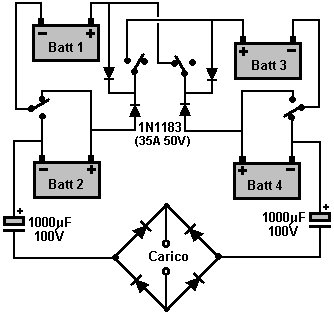 - +
Batt 1
+ -
Batt 3
1N1183
(35A 50V)
- +
Batt 2
+ -
Batt 4
+
1000µF
100V
Carico
1000µF
100V
+